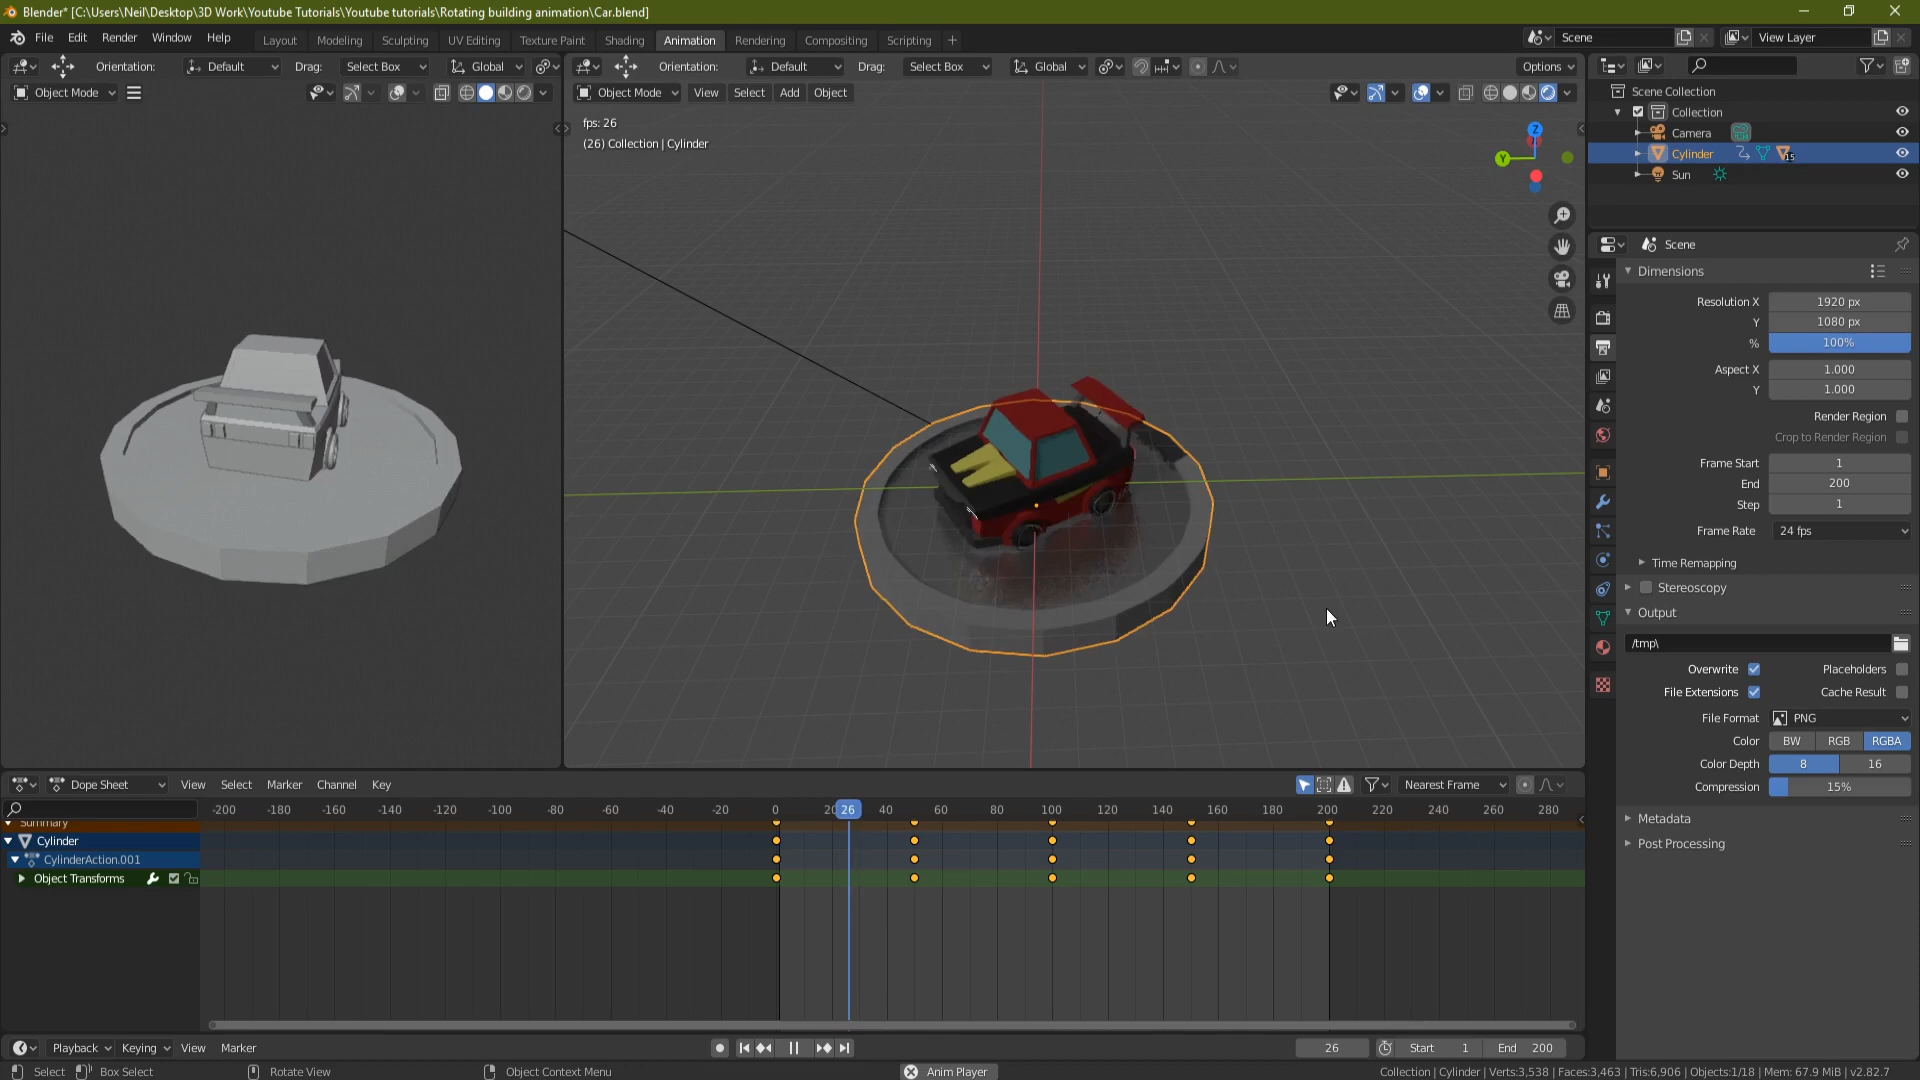 Blender* [C:\Users\Neil\Desktop\3D Work\Youtube Tutorials\Youtube tutorials\Rotating building animation\Car.blend]
File Edit Render Window Help Layout Modeling Sculpting UV Editing Texture Paint Shading Animation Rendering Compositing Scripting + Scene View Layer
Orientation: Default Drag: Select Box Global Orientation: Default Drag: Select Box Global Options
Object Mode Object Mode View Select Add Object
fps: 26
(26) Collection | Cylinder
Z
Y
Scene Collection
Collection
Camera
Cylinder 15
Sun
Scene
Dimensions
Resolution X 1920 px
Y 1080 px
% 100%
Aspect X 1.000
Y 1.000
Render Region
Crop to Render Region
Frame Start 1
End 200
Step 1
Frame Rate 24 fps
Time Remapping
Stereoscopy
Output
/tmp\
Overwrite Placeholders
File Extensions Cache Result
File Format PNG
Color BW RGB RGBA
Color Depth 8 16
Compression 15%
Metadata
Post Processing
Dope Sheet View Select Marker Channel Key Nearest Frame
-200 -180 -160 -140 -120 -100 -80 -60 -40 -20 0 20 26 40 60 80 100 120 140 160 180 200 220 240 260 280
Summary
Cylinder
CylinderAction.001
Object Transforms
Playback Keying View Marker 26 Start 1 End 200
Select Box Select Rotate View Object Context Menu Anim Player Collection | Cylinder | Verts:3,538 | Faces:3,463 | Tris:6,906 | Objects:1/18 | Mem: 67.9 MiB | v2.82.7